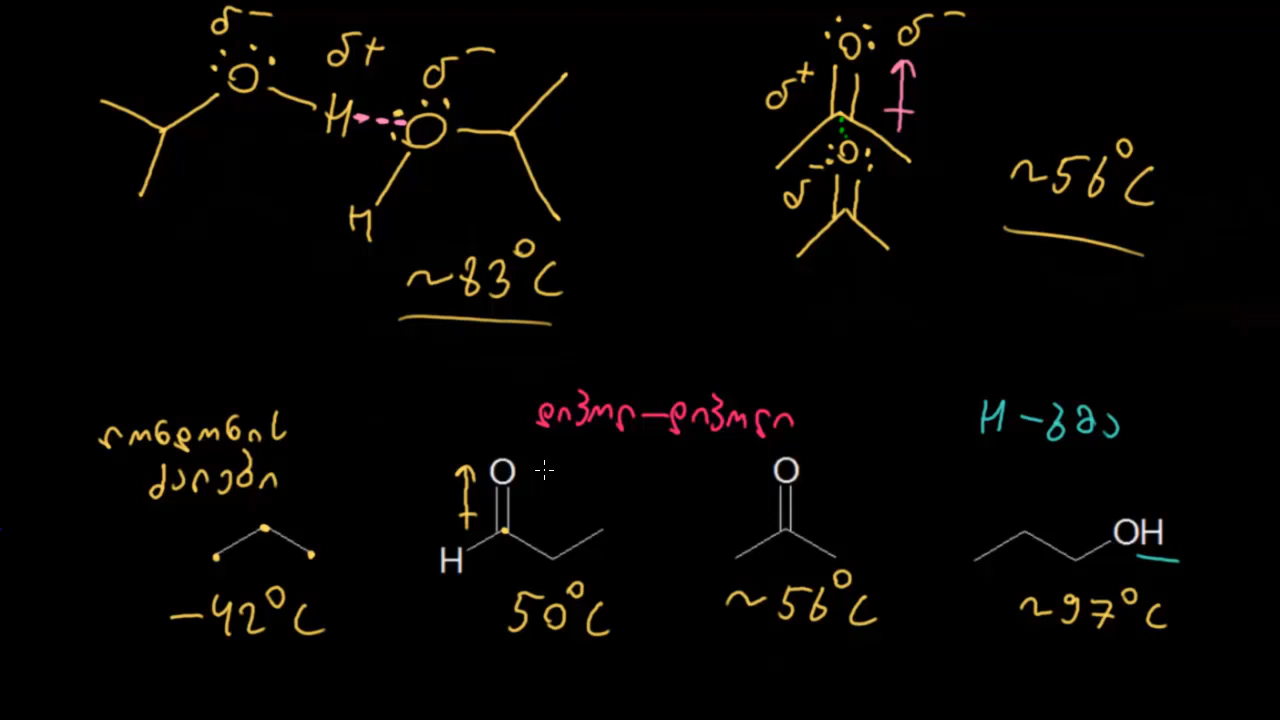 δ−
δ+
O
H
δ−
O
H
~83°C
O
δ−
δ+
O
δ−
~56°C
ლონდონის
ძალები
დიპოლ–დიპოლი
H–ბმა
O
H
O
OH
−42°C
50°C
~56°C
~97°C